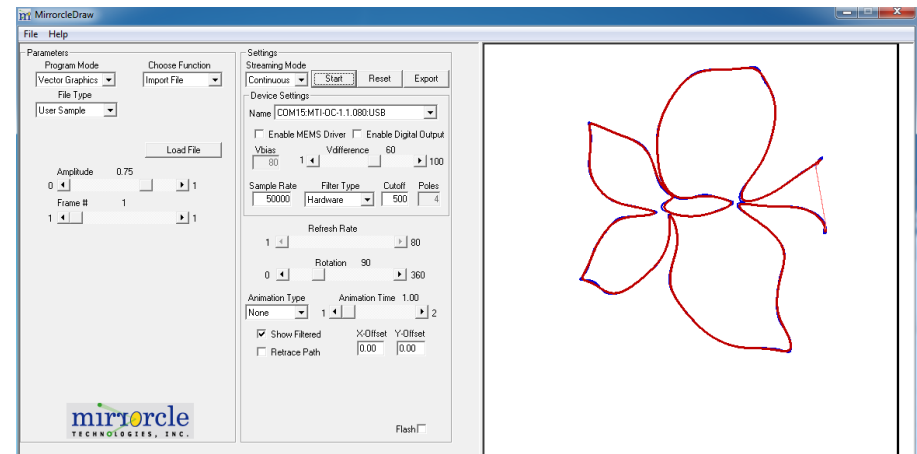 MirrorcleDraw
File Help
Parameters
Program Mode Choose Function
Vector Graphics Import File
File Type
User Sample
Load File
Amplitude 0.75
0 1
Frame # 1
1 1
mirrorcle
TECHNOLOGIES, INC.
Settings
Streaming Mode
Continuous Start Reset Export
Device Settings
Name COM15:MTI-OC-1.1.080:USB
Enable MEMS Driver Enable Digital Output
Vbias Vdifference 60
80 1 100
Sample Rate Filter Type Cutoff Poles
50000 Hardware 500 4
Refresh Rate
1 80
Rotation 90
0 360
Animation Type Animation Time 1.00
None 1 2
Show Filtered X-Offset Y-Offset
Retrace Path 0.00 0.00
Flash